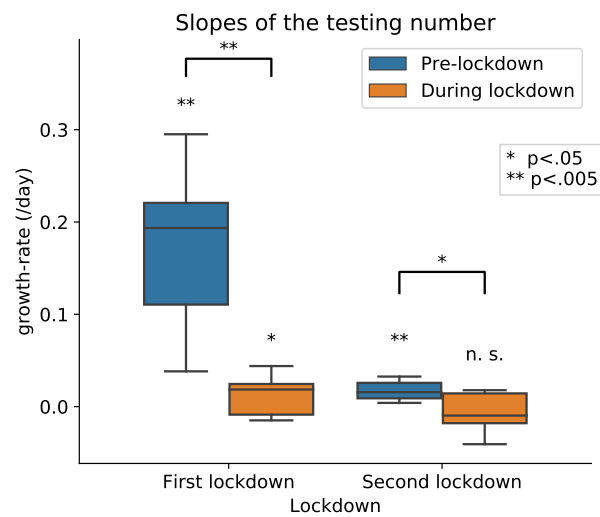 Slopes of the testing number
**
Pre-lockdown
During lockdown
**
* p<.05
** p<.005
0.3
0.2
0.1
0.0
growth-rate (/day)
*
*
**
n. s.
First lockdown
Second lockdown
Lockdown